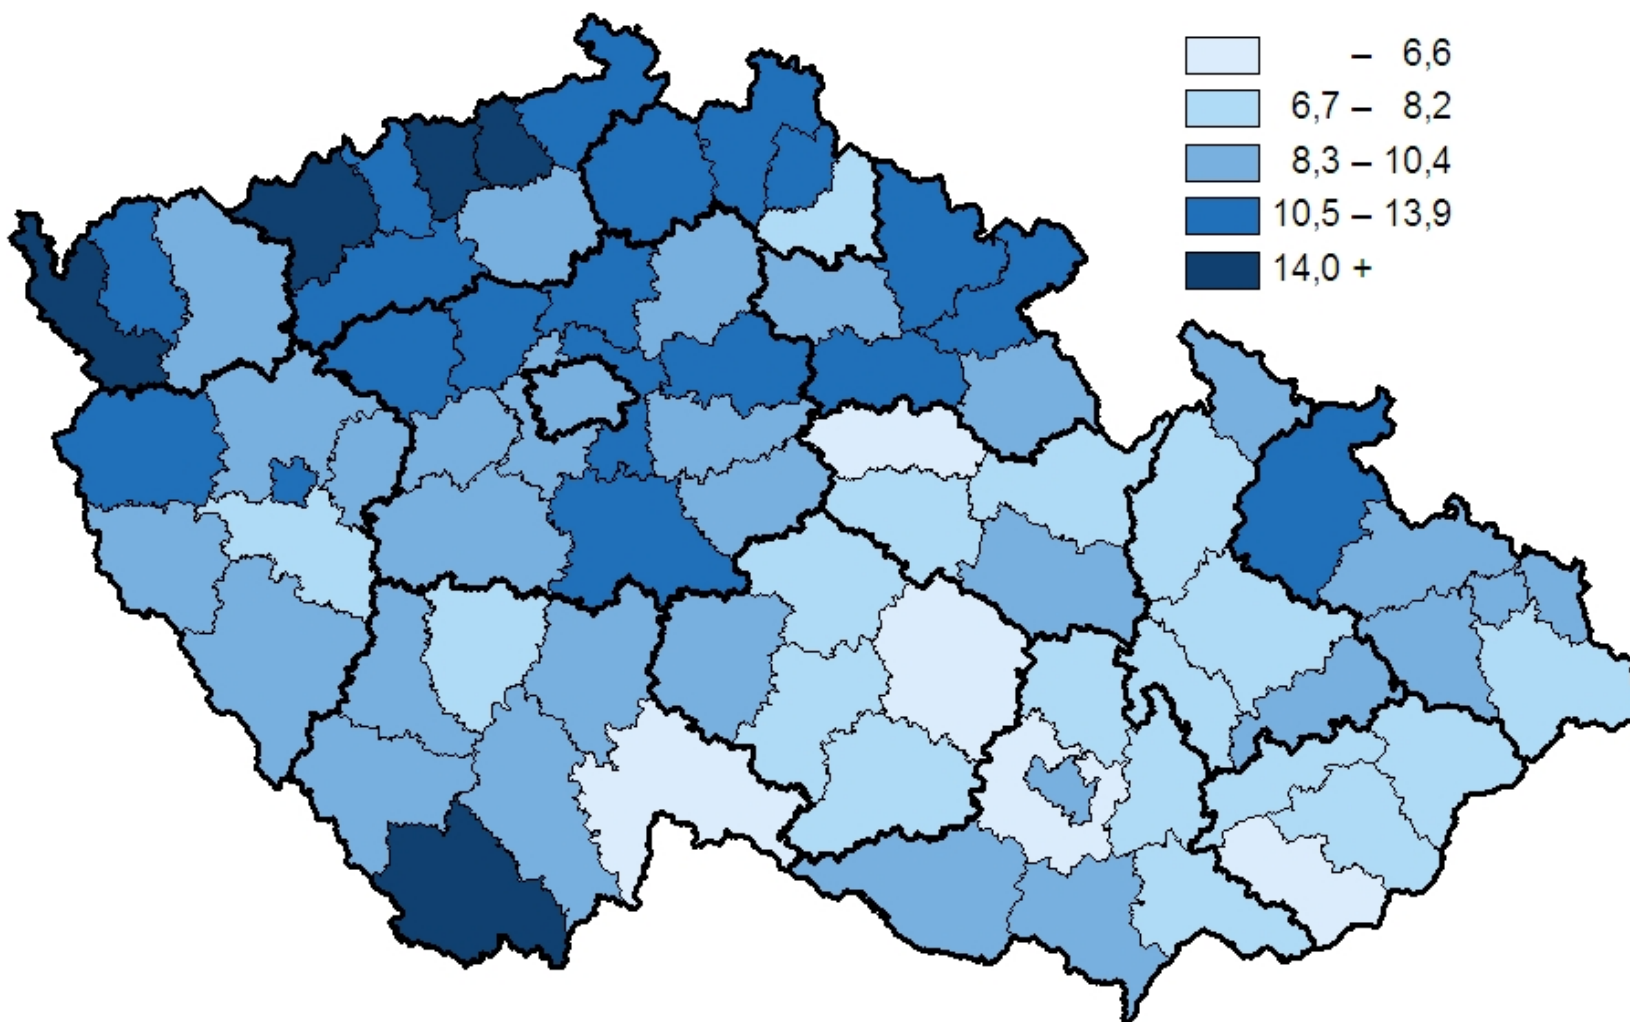 – 6,6
6,7 – 8,2
8,3 – 10,4
10,5 – 13,9
14,0 +